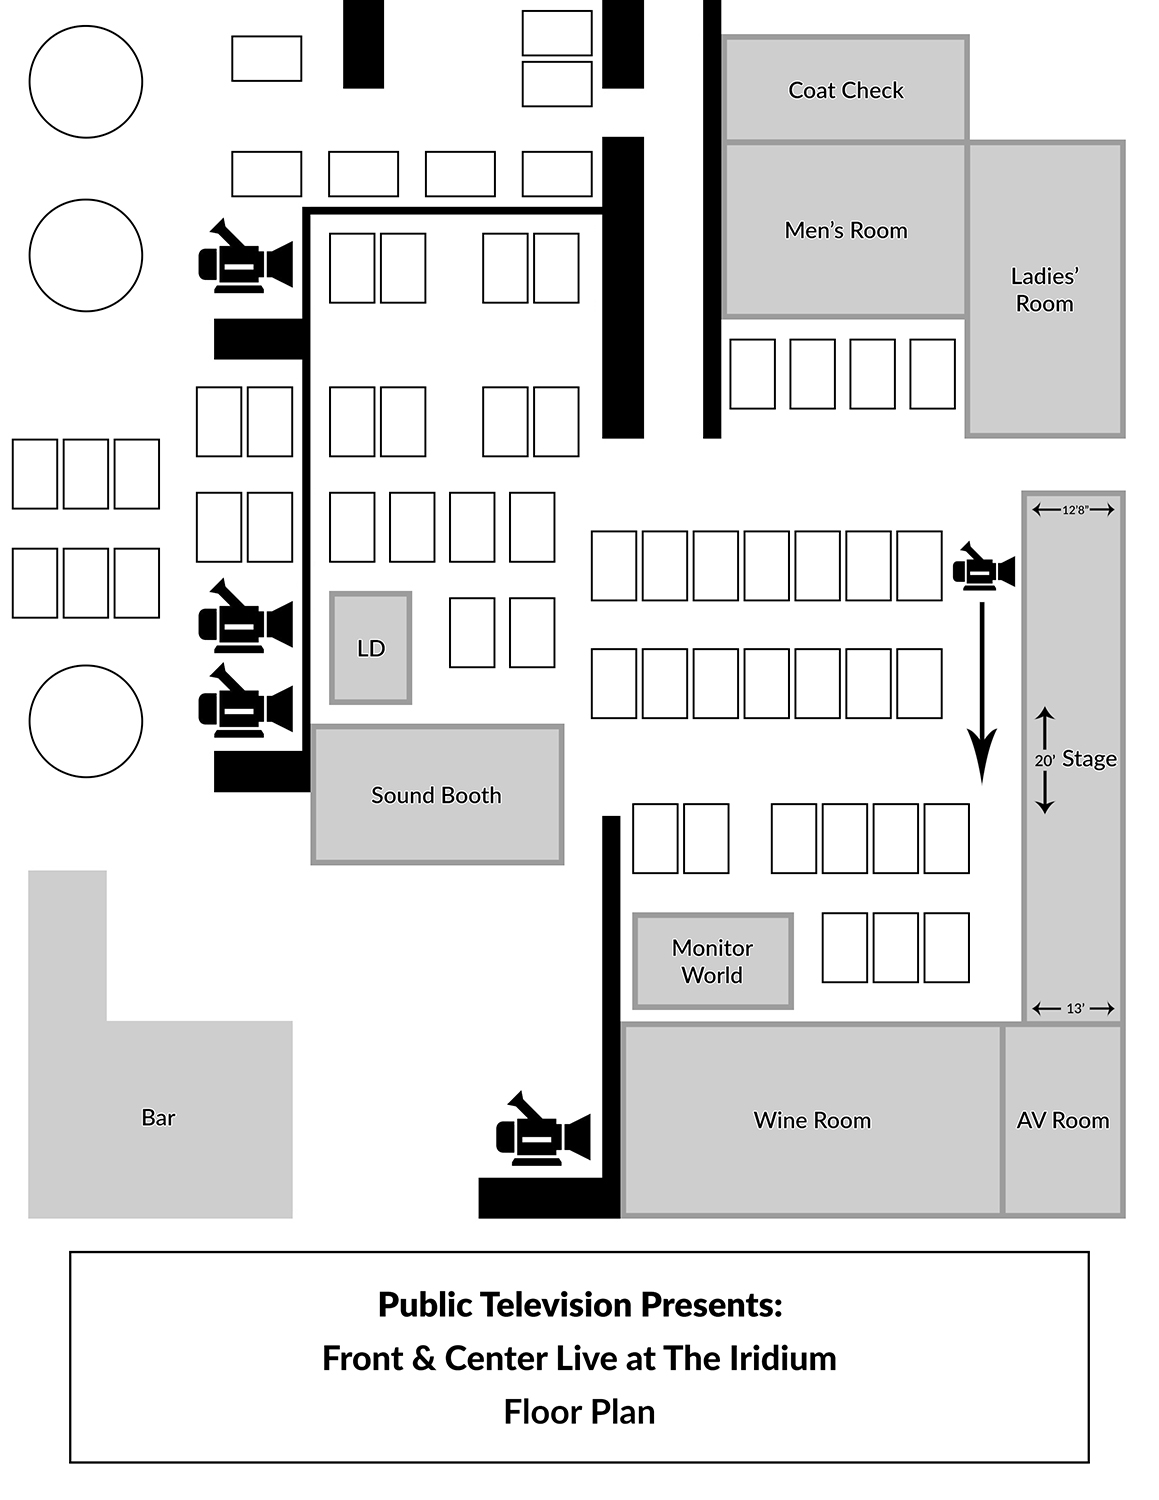 Coat Check
Men’s Room
Ladies’
Room
12’8”
LD
20’ Stage
Sound Booth
Monitor
World
13’
Bar
Wine Room
AV Room
Public Television Presents:
Front & Center Live at The Iridium
Floor Plan